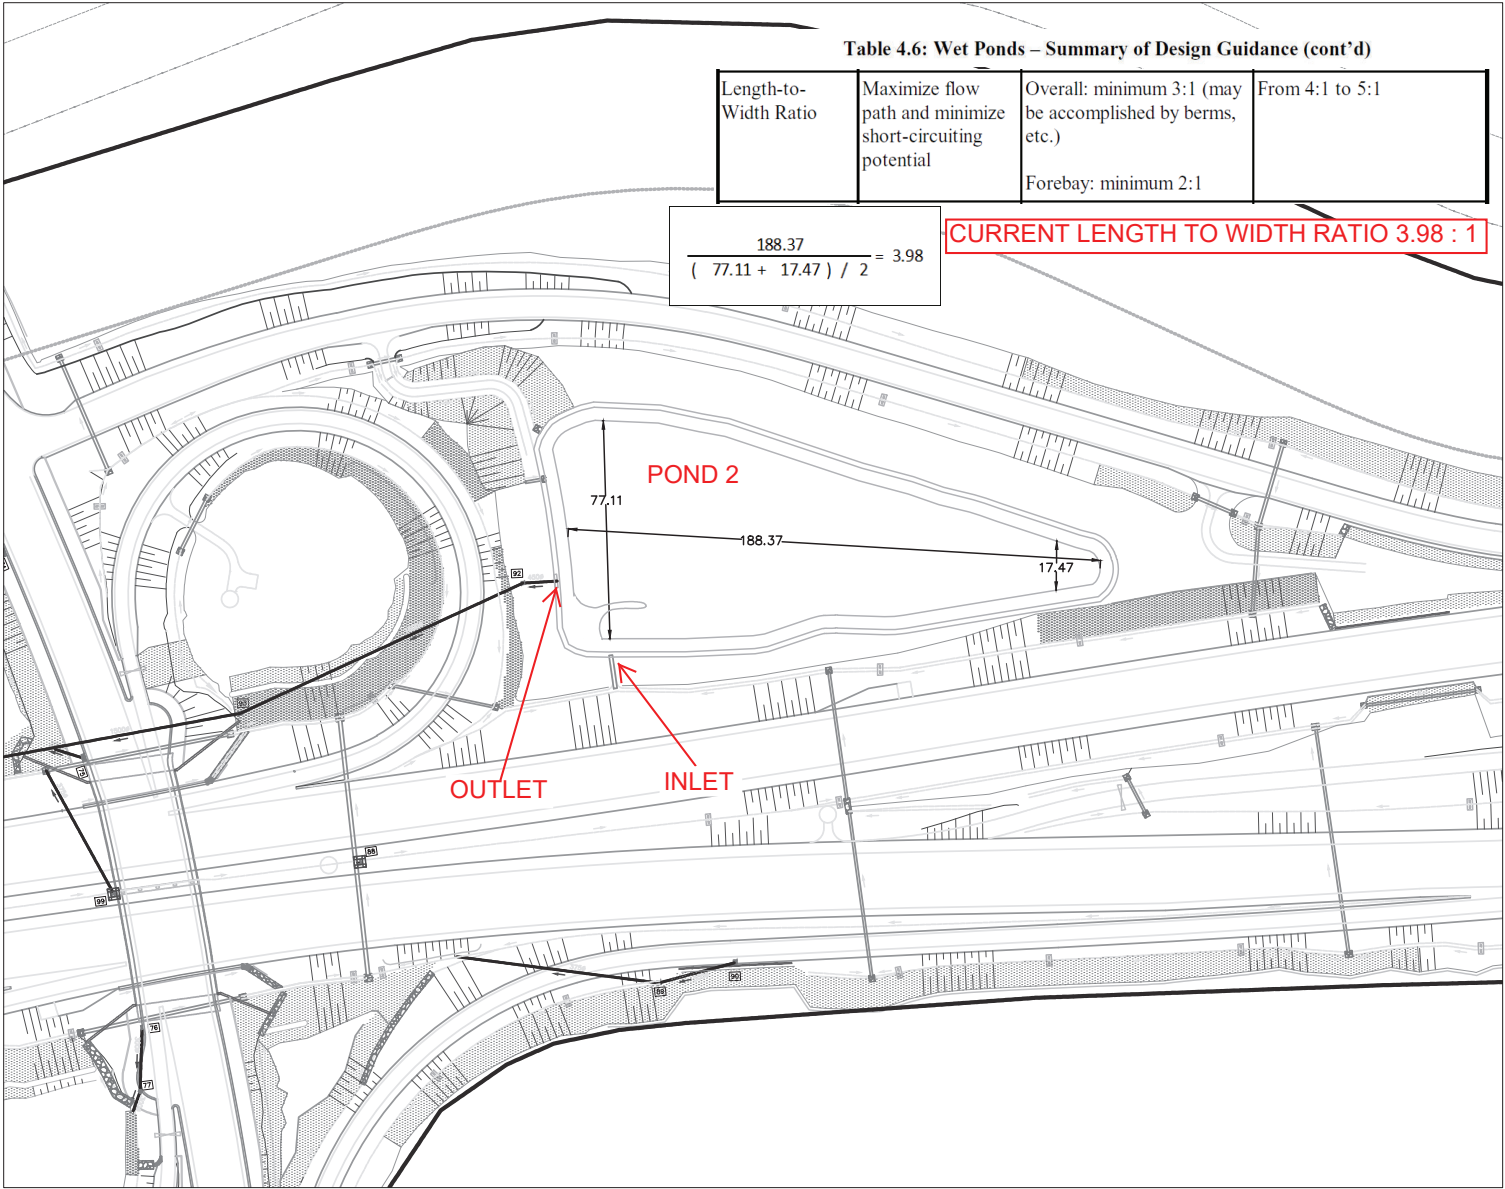 Table 4.6: Wet Ponds – Summary of Design Guidance (cont’d)
Length-to-
Width Ratio
Maximize flow
path and minimize
short-circuiting
potential
Overall: minimum 3:1 (may
be accomplished by berms,
etc.)
Forebay: minimum 2:1
From 4:1 to 5:1
188.37
( 77.11 + 17.47 ) / 2
= 3.98
CURRENT LENGTH TO WIDTH RATIO 3.98 : 1
POND 2
77.11
188.37
17.47
92
OUTLET
INLET
75
88
99
90
89
76
77